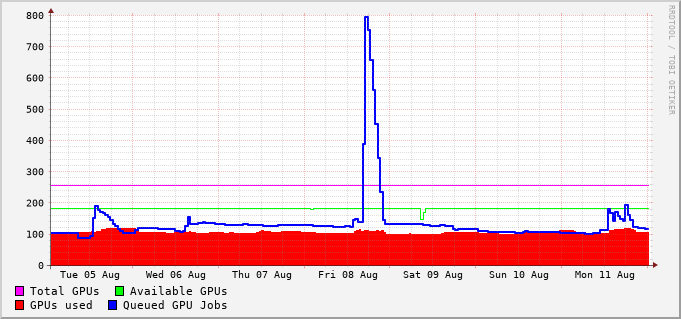 RRDTOOL / TOBI OETIKER
800
700
600
500
400
300
200
100
0
Tue 05 Aug Wed 06 Aug Thu 07 Aug Fri 08 Aug Sat 09 Aug Sun 10 Aug Mon 11 Aug
Total GPUs Available GPUs
GPUs used Queued GPU Jobs